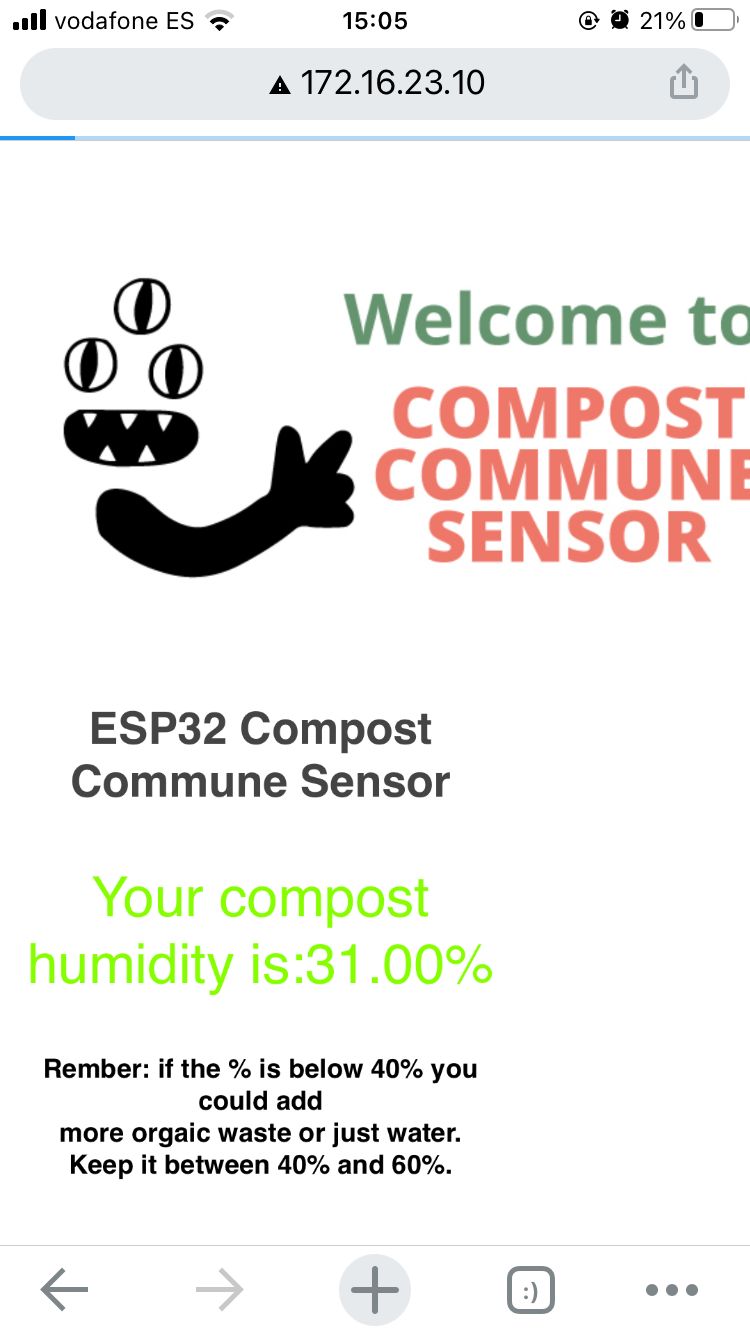 vodafone ES 15:05 21%
172.16.23.10
Welcome to
COMPOST
COMMUNE
SENSOR
ESP32 Compost
Commune Sensor
Your compost
humidity is:31.00%
Rember: if the % is below 40% you
could add
more orgaic waste or just water.
Keep it between 40% and 60%.
:)